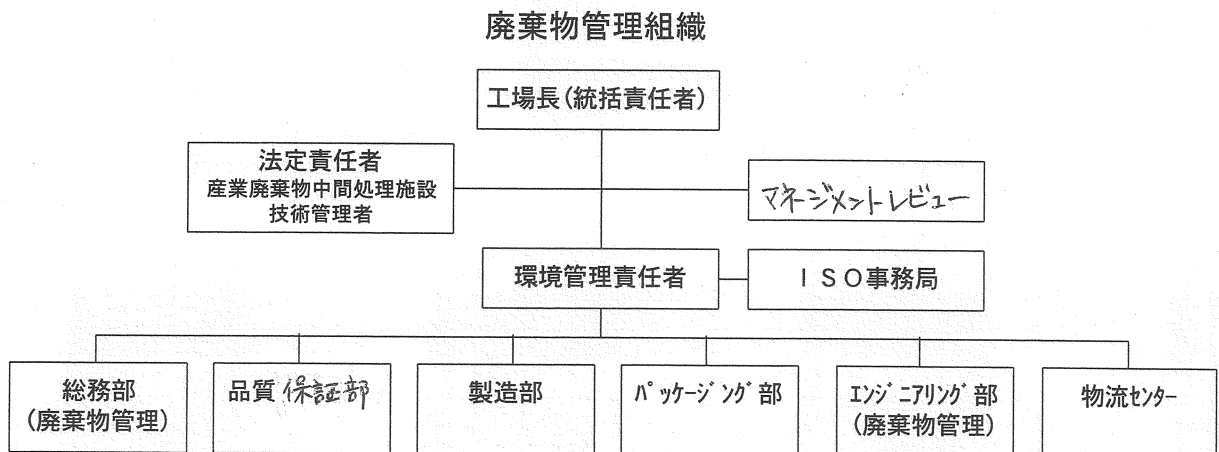 廃棄物管理組織
工場長(統括責任者)
法定責任者
産業廃棄物中間処理施設
技術管理者
マネージメントレビュー
環境管理責任者
ISO事務局
総務部
(廃棄物管理)
品質保証部
製造部
パッケージング部
エンジニアリング部
(廃棄物管理)
物流センター